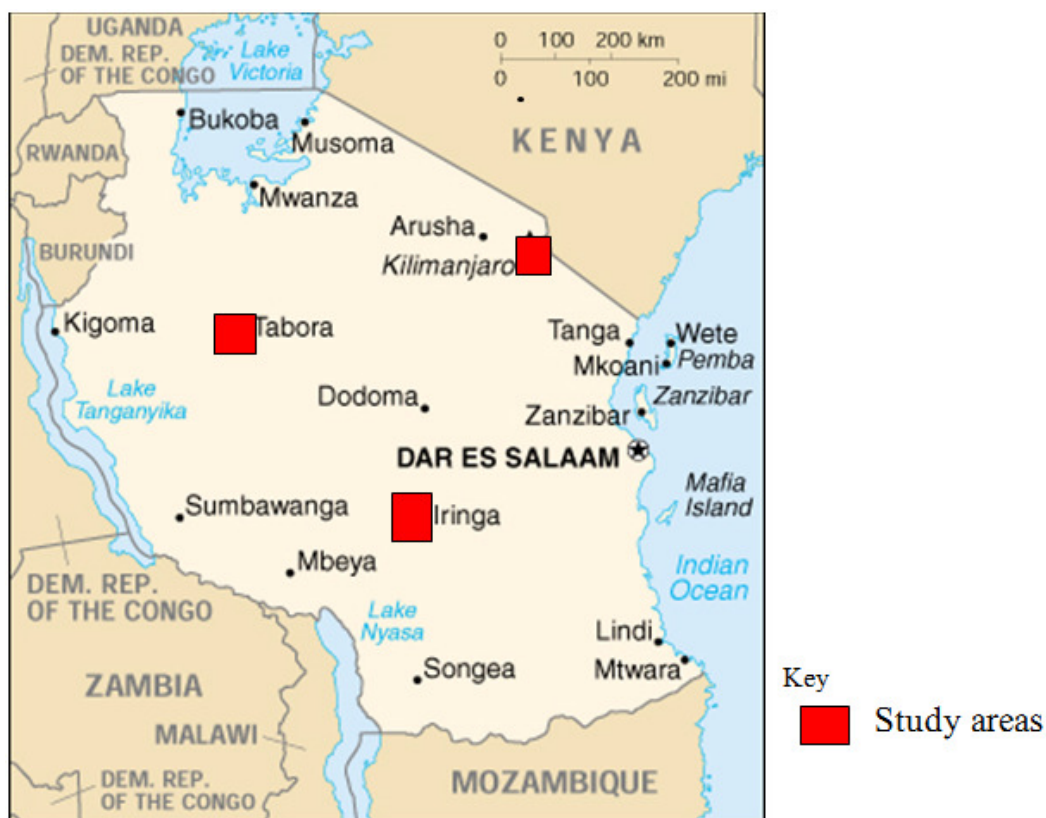 UGANDA
DEM. REP.
OF THE CONGO
Lake
Victoria
0 100 200 km
0 100 200 mi
KENYA
Bukoba
Musoma
RWANDA
Mwanza
Arusha
Kilimanjaro
BURUNDI
Kigoma
Tabora
Tanga
Wete
Mkoani
Pemba
Lake
Tanganyika
Dodoma
Zanzibar
Zanzibar
DAR ES SALAAM
Mafia
Island
Sumbawanga
Iringa
Mbeya
Indian
Ocean
DEM. REP.
OF THE CONGO
Lake
Nyasa
Lindi
Mtwara
Songea
ZAMBIA
MALAWI
DEM. REP.
OF THE CONGO
MOZAMBIQUE
Key
Study areas